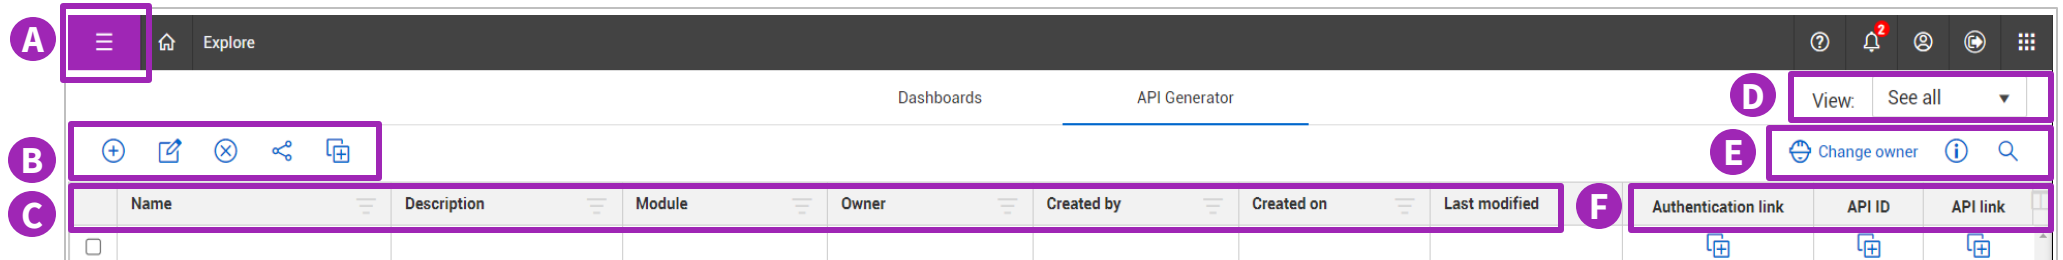 A
Explore
2
Dashboards
API Generator
D
View:
See all
B
E
Change owner
C
Name
Description
Module
Owner
Created by
Created on
Last modified
F
Authentication link
API ID
API link